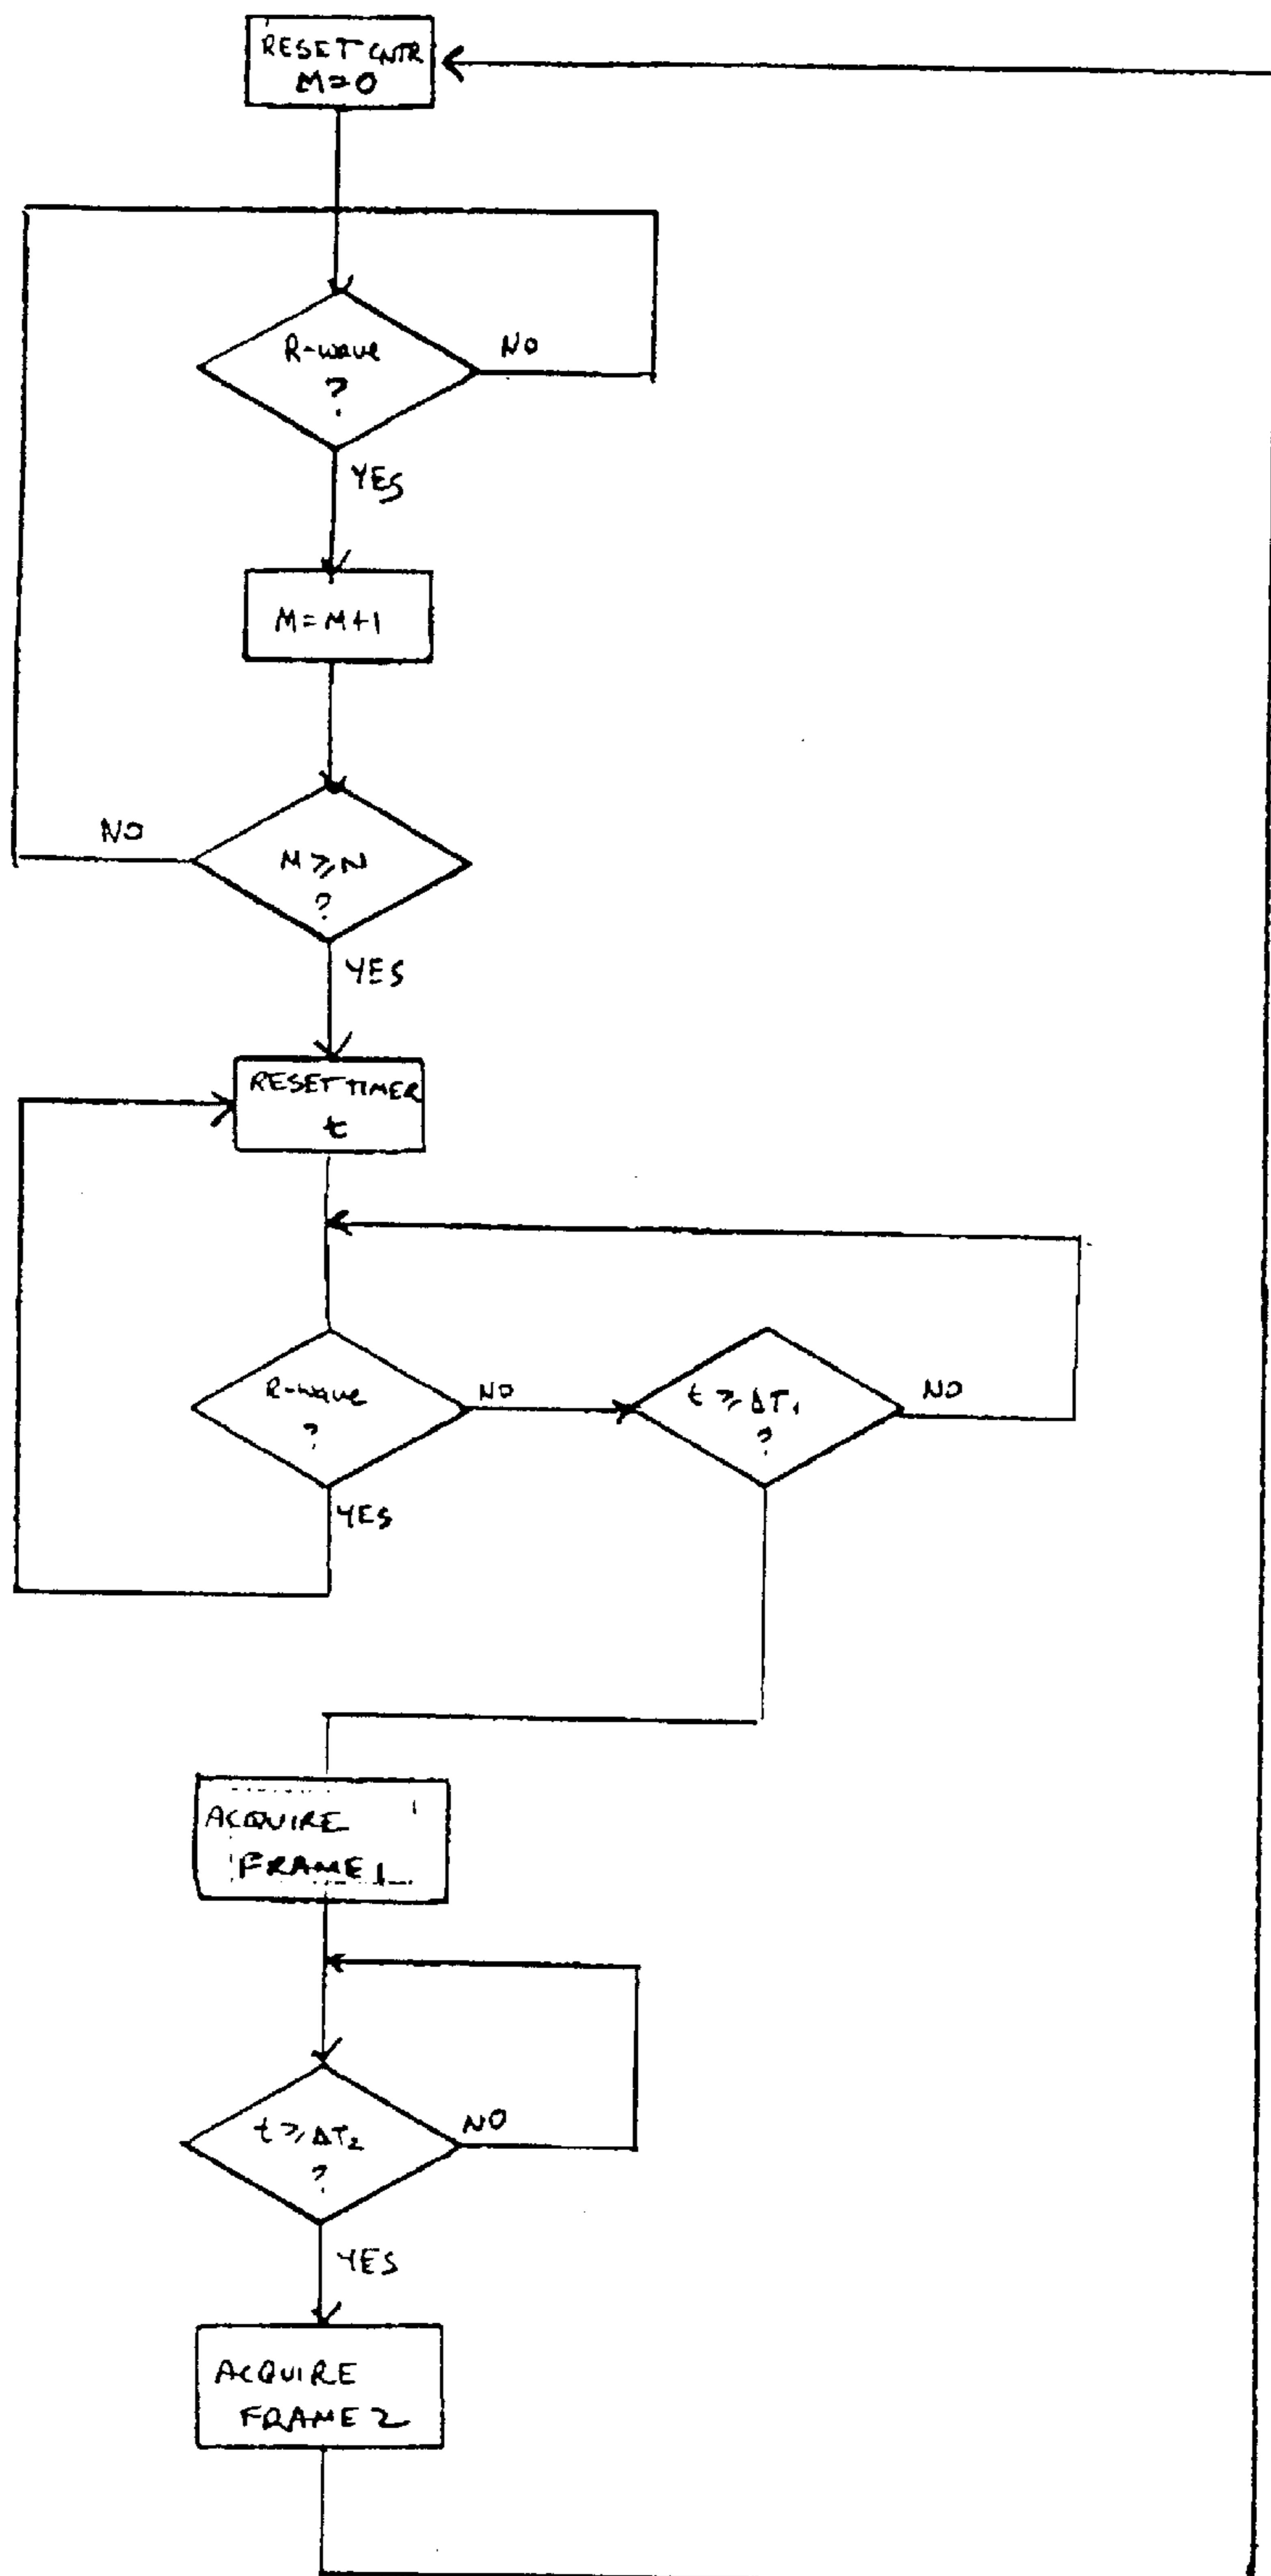 RESET CNTR
M=0
R-wave
?
NO
YES
M=M+1
NO
M≥N
?
YES
RESET TIMER
t
R-wave
?
NO
YES
t≥ΔT₁
?
NO
ACQUIRE
FRAME 1
t≥ΔT₂
?
NO
YES
ACQUIRE
FRAME 2